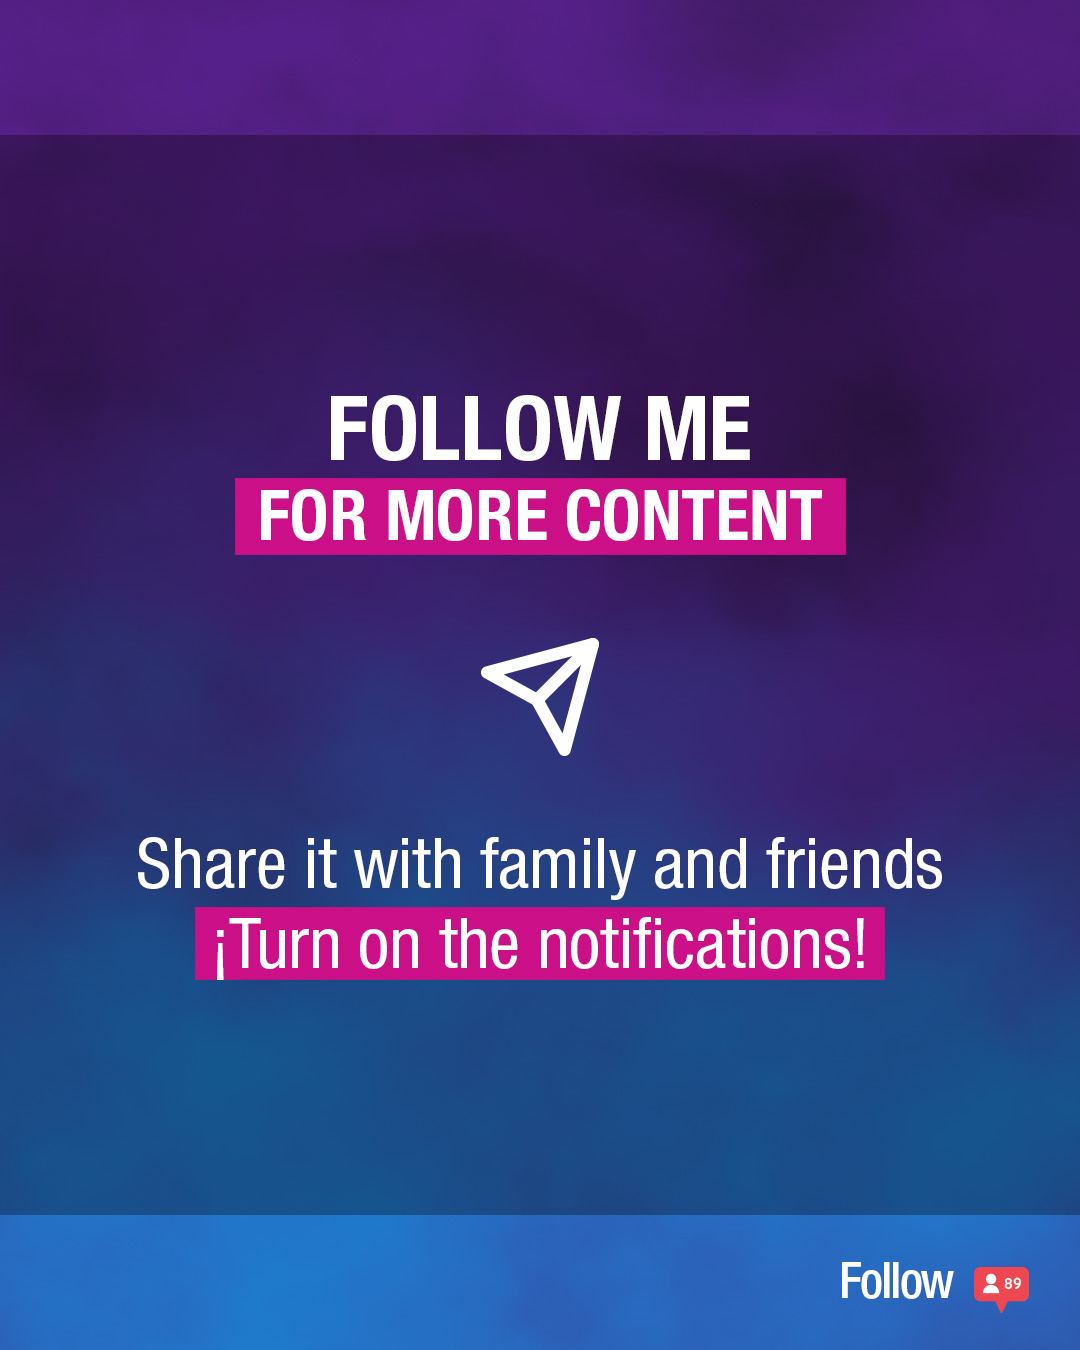 FOLLOW ME
FOR MORE CONTENT
Share it with family and friends
¡Turn on the notifications!
Follow
89